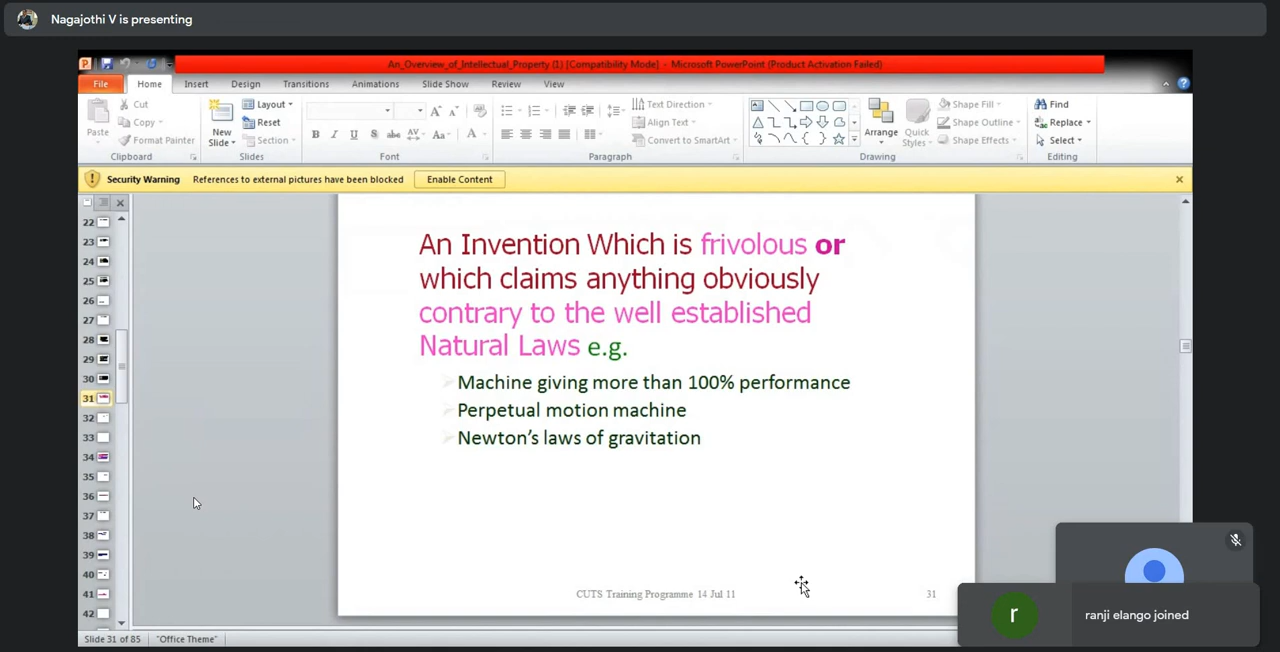 Nagajothi V is presenting
An_Overview_of_Intellectual_Property (1) [Compatibility Mode] - Microsoft PowerPoint (Product Activation Failed)
File Home Insert Design Transitions Animations Slide Show Review View
Cut Layout Text Direction Shape Fill Find
Copy Reset Align Text Shape Outline Replace
Paste Format Painter New Slide Section Convert to SmartArt Arrange Quick Styles Shape Effects Select
Clipboard Slides Font Paragraph Drawing Editing
Security Warning References to external pictures have been blocked Enable Content
22
23
24
25
26
27
28
29
30
31
32
33
34
35
36
37
38
39
40
41
42
An Invention Which is frivolous or
which claims anything obviously
contrary to the well established
Natural Laws e.g.
Machine giving more than 100% performance
Perpetual motion machine
Newton's laws of gravitation
CUTS Training Programme 14 Jul 11 31
r ranji elango joined
Slide 31 of 85 "Office Theme"